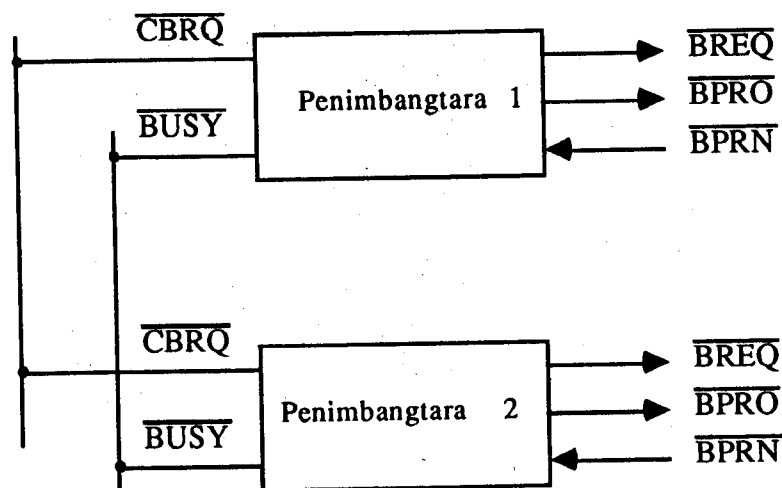 CBRQ
BREQ
Penimbangtara 1
BPRO
BUSY
BPRN
CBRQ
BREQ
Penimbangtara 2
BPRO
BUSY
BPRN